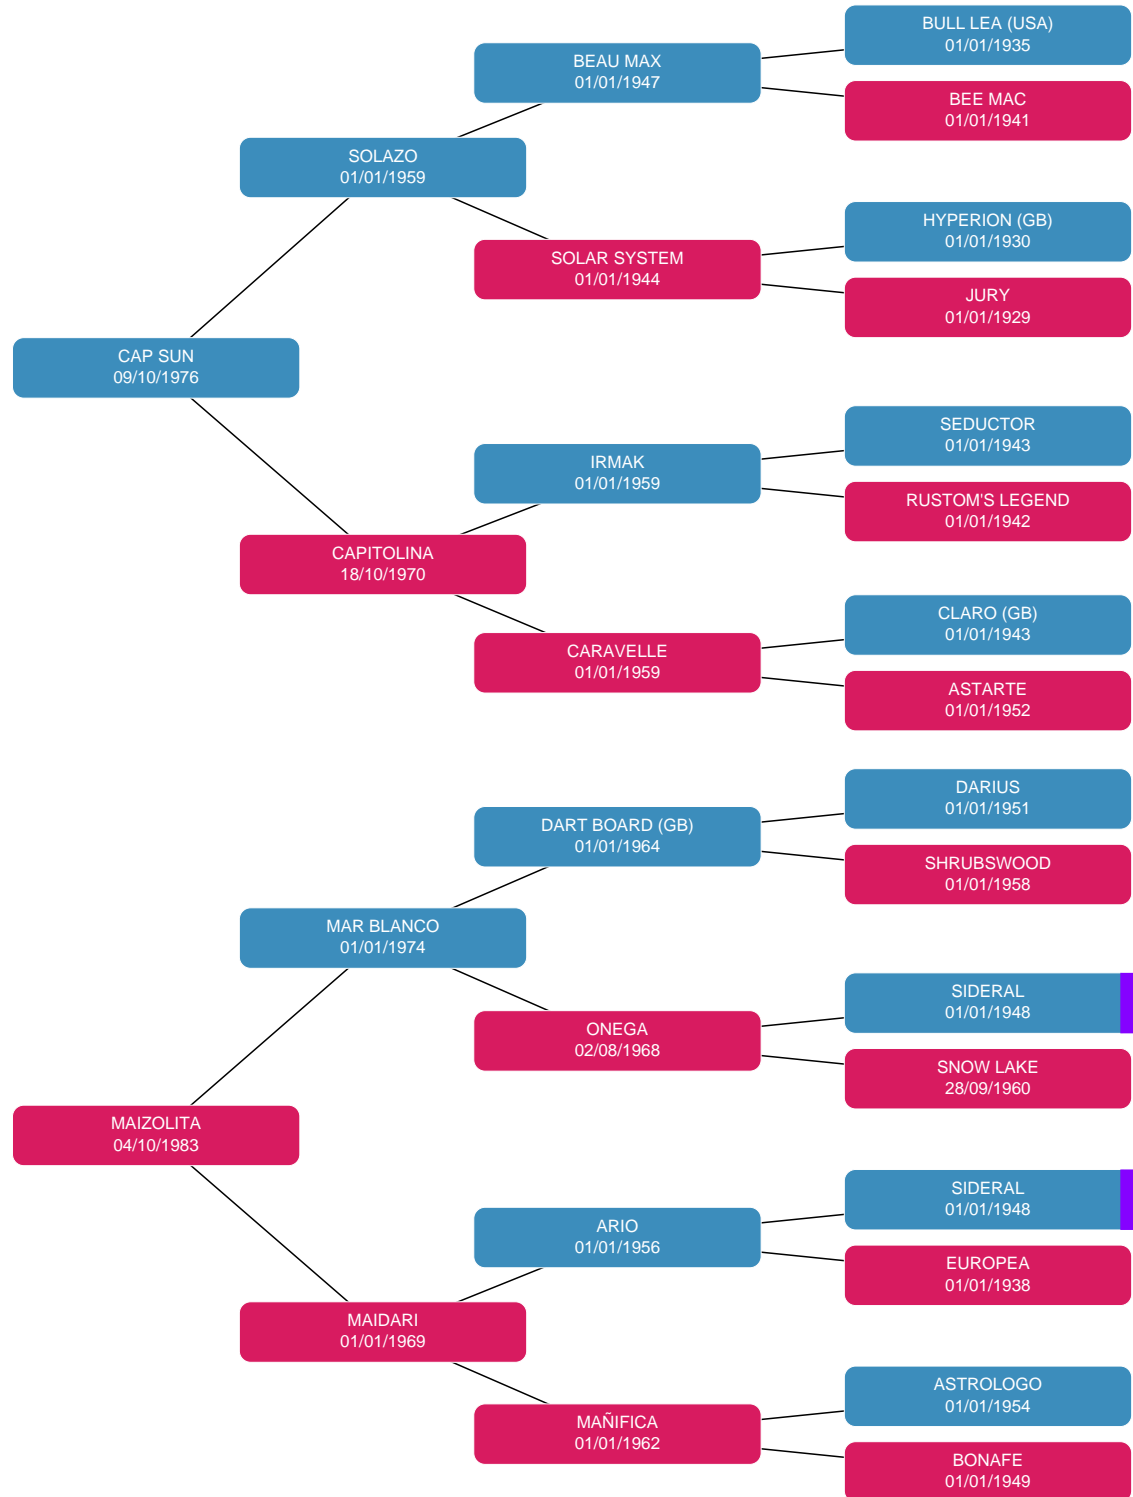 BULL LEA (USA)
01/01/1935
BEAU MAX
01/01/1947
BEE MAC
01/01/1941
SOLAZO
01/01/1959
HYPERION (GB)
01/01/1930
SOLAR SYSTEM
01/01/1944
JURY
01/01/1929
CAP SUN
09/10/1976
SEDUCTOR
01/01/1943
IRMAK
01/01/1959
RUSTOM'S LEGEND
01/01/1942
CAPITOLINA
18/10/1970
CLARO (GB)
01/01/1943
CARAVELLE
01/01/1959
ASTARTE
01/01/1952
DARIUS
01/01/1951
DART BOARD (GB)
01/01/1964
SHRUBSWOOD
01/01/1958
MAR BLANCO
01/01/1974
SIDERAL
01/01/1948
ONEGA
02/08/1968
SNOW LAKE
28/09/1960
MAIZOLITA
04/10/1983
SIDERAL
01/01/1948
ARIO
01/01/1956
EUROPEA
01/01/1938
MAIDARI
01/01/1969
ASTROLOGO
01/01/1954
MAÑIFICA
01/01/1962
BONAFE
01/01/1949